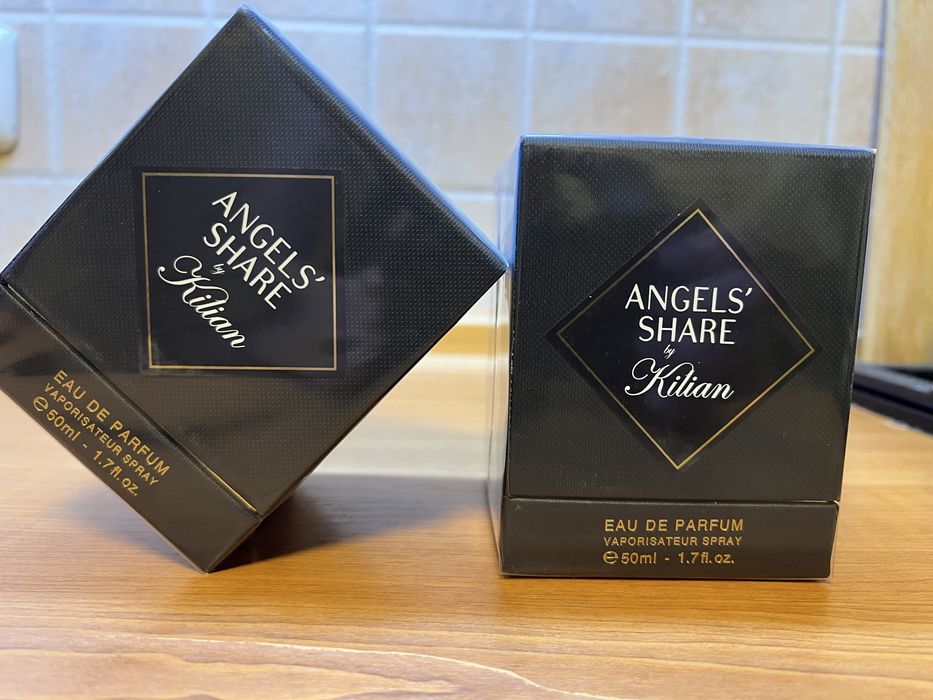 ANGELS'
SHARE
by
Kilian
EAU DE PARFUM
VAPORISATEUR SPRAY
℮50ml - 1.7fl.oz.
ANGELS'
SHARE
by
Kilian
EAU DE PARFUM
VAPORISATEUR SPRAY
℮50ml - 1.7fl.oz.